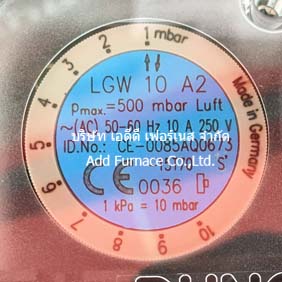 1 mbar
2
3
4
5
6
7
8
9
10
LGW 10 A2
Pmax.=500 mbar Luft
~(AC) 50-60 Hz 10 A 250 V
บริษัท เอดีดี เฟอร์เนส จำกัด
ID.No.: CE-0085AQ0673
Add Furnace Co.,Ltd.
CE 0036
1 kPa = 10 mbar
Made in Germany